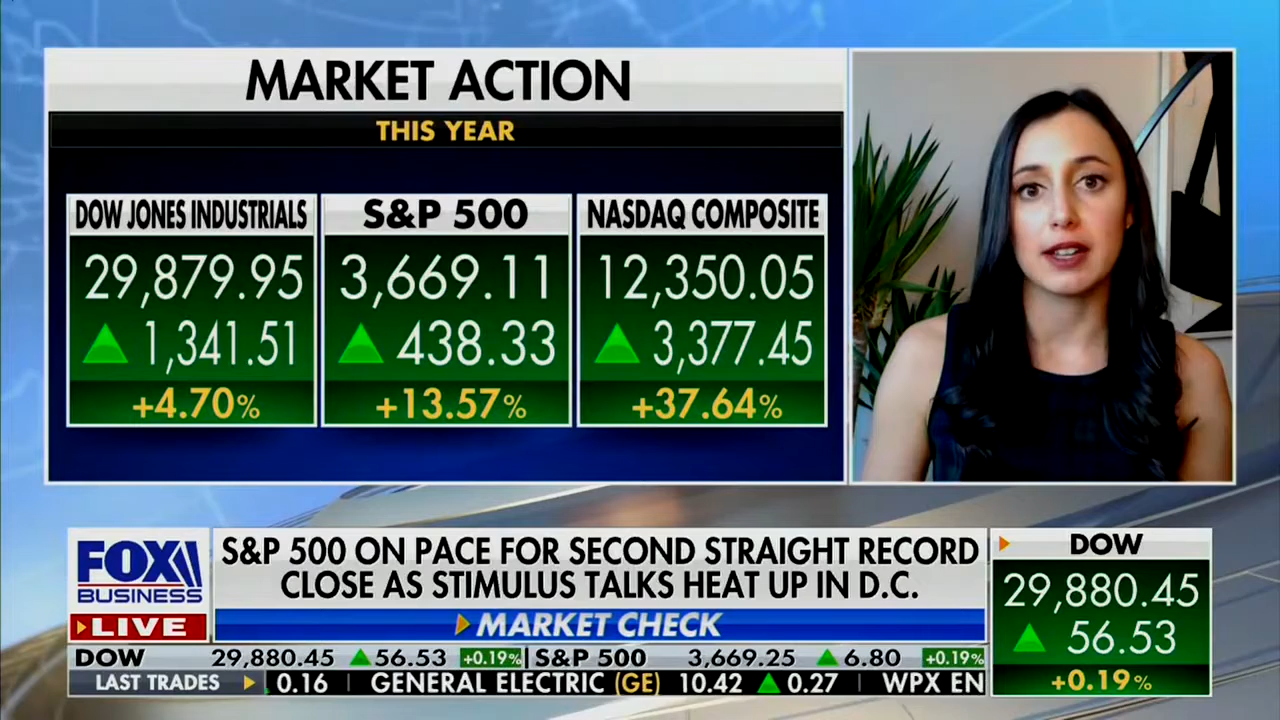 MARKET ACTION
THIS YEAR
DOW JONES INDUSTRIALS
29,879.95
▲ 1,341.51
+4.70%
S&P 500
3,669.11
▲ 438.33
+13.57%
NASDAQ COMPOSITE
12,350.05
▲ 3,377.45
+37.64%
FOX
BUSINESS
LIVE
S&P 500 ON PACE FOR SECOND STRAIGHT RECORD
CLOSE AS STIMULUS TALKS HEAT UP IN D.C.
MARKET CHECK
DOW
29,880.45
▲ 56.53
+0.19%
DOW 29,880.45 ▲ 56.53 +0.19% S&P 500 3,669.25 ▲ 6.80 +0.19%
LAST TRADES 0.16 | GENERAL ELECTRIC (GE) 10.42 ▲ 0.27 | WPX EN